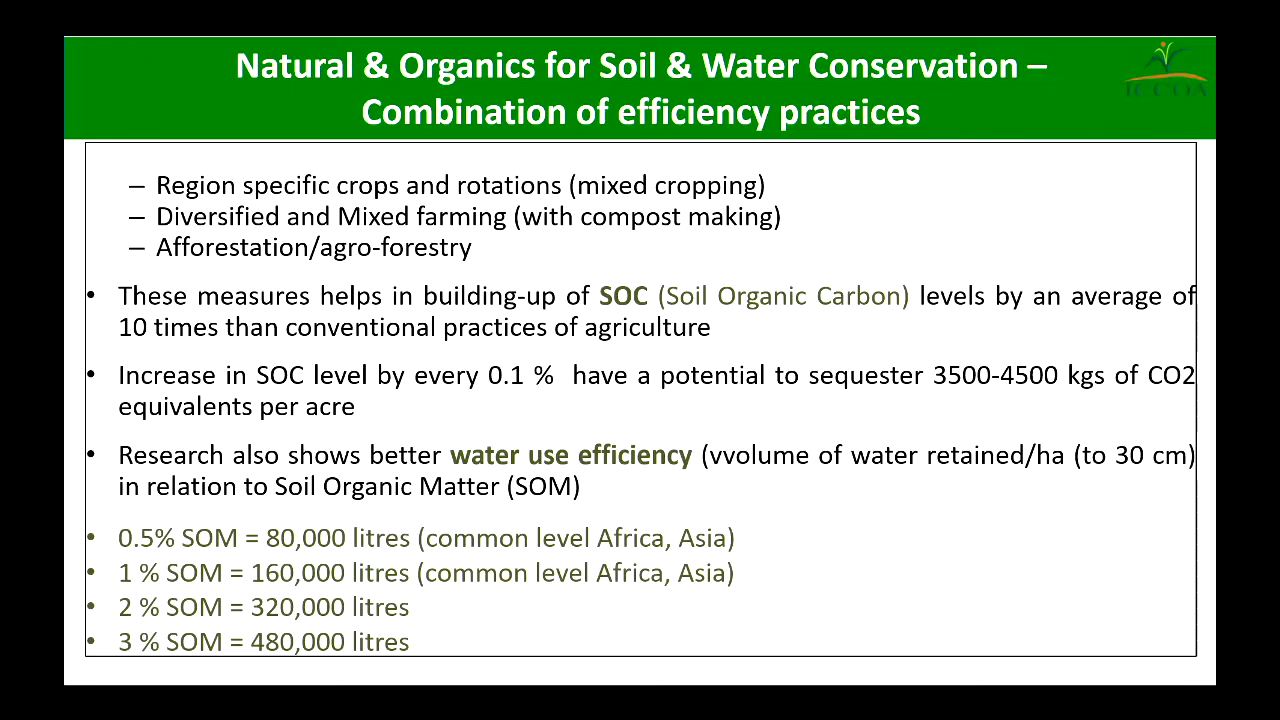 Natural & Organics for Soil & Water Conservation –
Combination of efficiency practices
ICCOA
– Region specific crops and rotations (mixed cropping)
– Diversified and Mixed farming (with compost making)
– Afforestation/agro-forestry
• These measures helps in building-up of SOC (Soil Organic Carbon) levels by an average of
10 times than conventional practices of agriculture
• Increase in SOC level by every 0.1 % have a potential to sequester 3500-4500 kgs of CO2
equivalents per acre
• Research also shows better water use efficiency (vvolume of water retained/ha (to 30 cm)
in relation to Soil Organic Matter (SOM)
• 0.5% SOM = 80,000 litres (common level Africa, Asia)
• 1 % SOM = 160,000 litres (common level Africa, Asia)
• 2 % SOM = 320,000 litres
• 3 % SOM = 480,000 litres